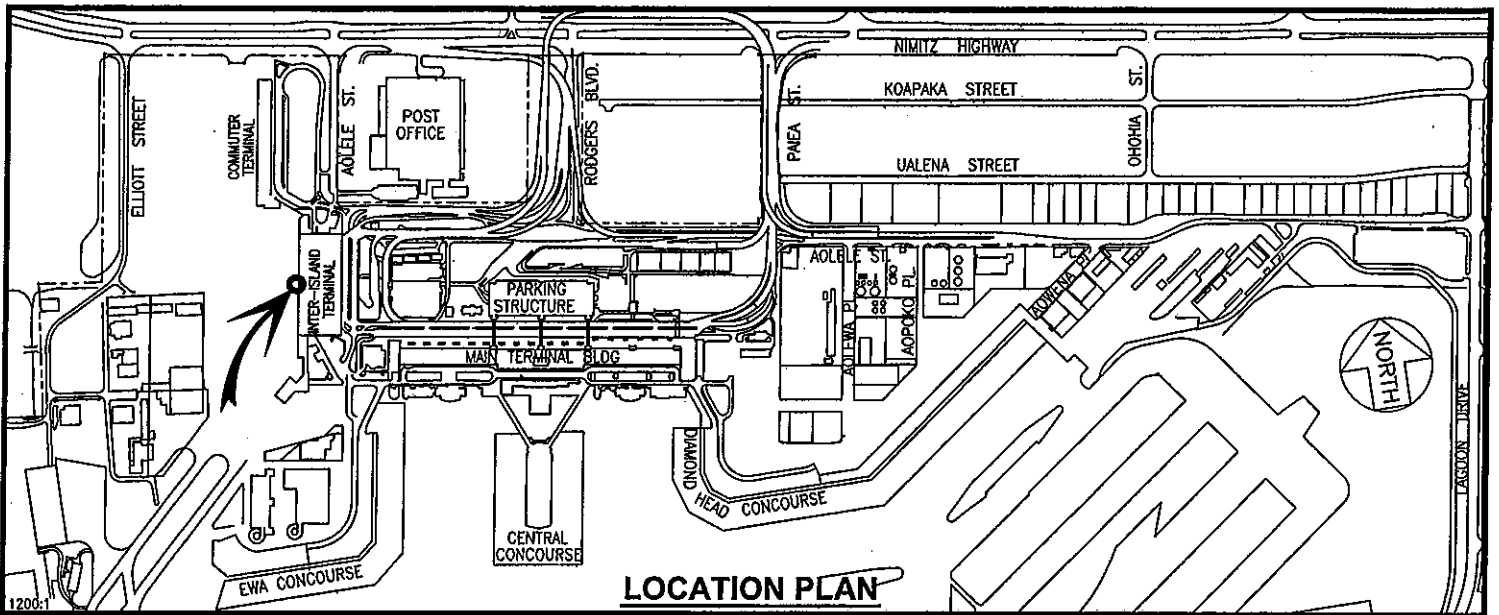 NIMITZ HIGHWAY
KOAPAKA STREET
UALENA STREET
ELLIOTT STREET
COMMUTER
TERMINAL
AOLELE ST.
POST
OFFICE
RODGERS BLVD.
PAIEA ST.
OHOHIA ST.
INTER-ISLAND
TERMINAL
PARKING
STRUCTURE
MAIN TERMINAL BLDG
AOLELE ST.
AOLEWA PL.
AOPOKO PL.
AOWENA PL.
NORTH
LAGOON DRIVE
DIAMOND HEAD CONCOURSE
CENTRAL
CONCOURSE
EWA CONCOURSE
LOCATION PLAN
1200:1